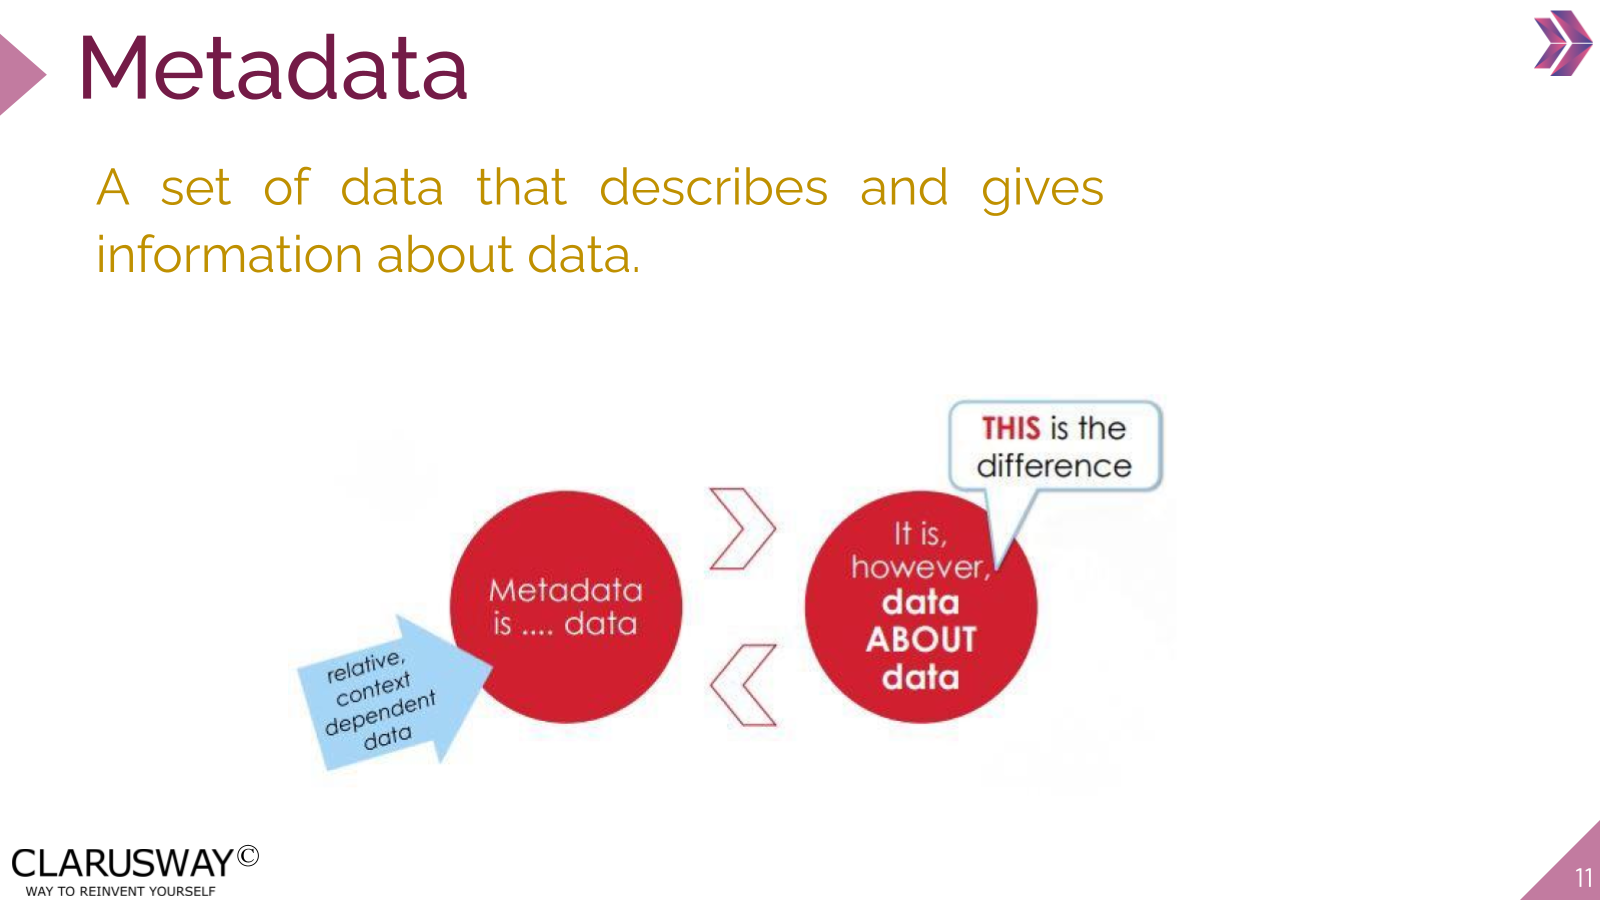 Metadata
A set of data that describes and gives
information about data.
THIS is the
difference
Metadata
is .... data
It is,
however,
data
ABOUT
data
relative,
context
dependent
data
CLARUSWAY©
WAY TO REINVENT YOURSELF
11